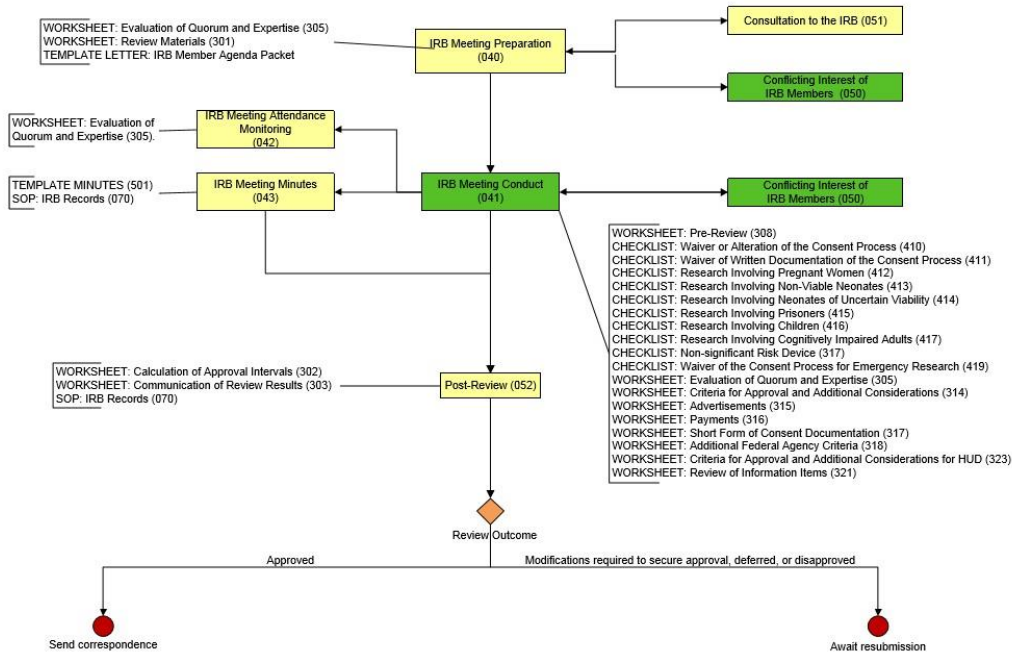 WORKSHEET: Evaluation of Quorum and Expertise (305)
WORKSHEET: Review Materials (301)
TEMPLATE LETTER: IRB Member Agenda Packet
IRB Meeting Preparation
(040)
Consultation to the IRB (051)
Conflicting Interest of
IRB Members (050)
WORKSHEET: Evaluation of
Quorum and Expertise (305).
IRB Meeting Attendance
Monitoring
(042)
TEMPLATE MINUTES (501)
SOP: IRB Records (070)
IRB Meeting Minutes
(043)
IRB Meeting Conduct
(041)
Conflicting Interest of
IRB Members (050)
WORKSHEET: Pre-Review (308)
CHECKLIST: Waiver or Alteration of the Consent Process (410)
CHECKLIST: Waiver of Written Documentation of the Consent Process (411)
CHECKLIST: Research Involving Pregnant Women (412)
CHECKLIST: Research Involving Non-Viable Neonates (413)
CHECKLIST: Research Involving Neonates of Uncertain Viability (414)
CHECKLIST: Research Involving Prisoners (415)
CHECKLIST: Research Involving Children (416)
CHECKLIST: Research Involving Cognitively Impaired Adults (417)
CHECKLIST: Non-significant Risk Device (317)
CHECKLIST: Waiver of the Consent Process for Emergency Research (419)
WORKSHEET: Evaluation of Quorum and Expertise (305)
WORKSHEET: Criteria for Approval and Additional Considerations (314)
WORKSHEET: Advertisements (315)
WORKSHEET: Payments (316)
WORKSHEET: Short Form of Consent Documentation (317)
WORKSHEET: Additional Federal Agency Criteria (318)
WORKSHEET: Criteria for Approval and Additional Considerations for HUD (323)
WORKSHEET: Review of Information Items (321)
WORKSHEET: Calculation of Approval Intervals (302)
WORKSHEET: Communication of Review Results (303)
SOP: IRB Records (070)
Post-Review (052)
Review Outcome
Approved
Modifications required to secure approval, deferred, or disapproved
Send correspondence
Await resubmission